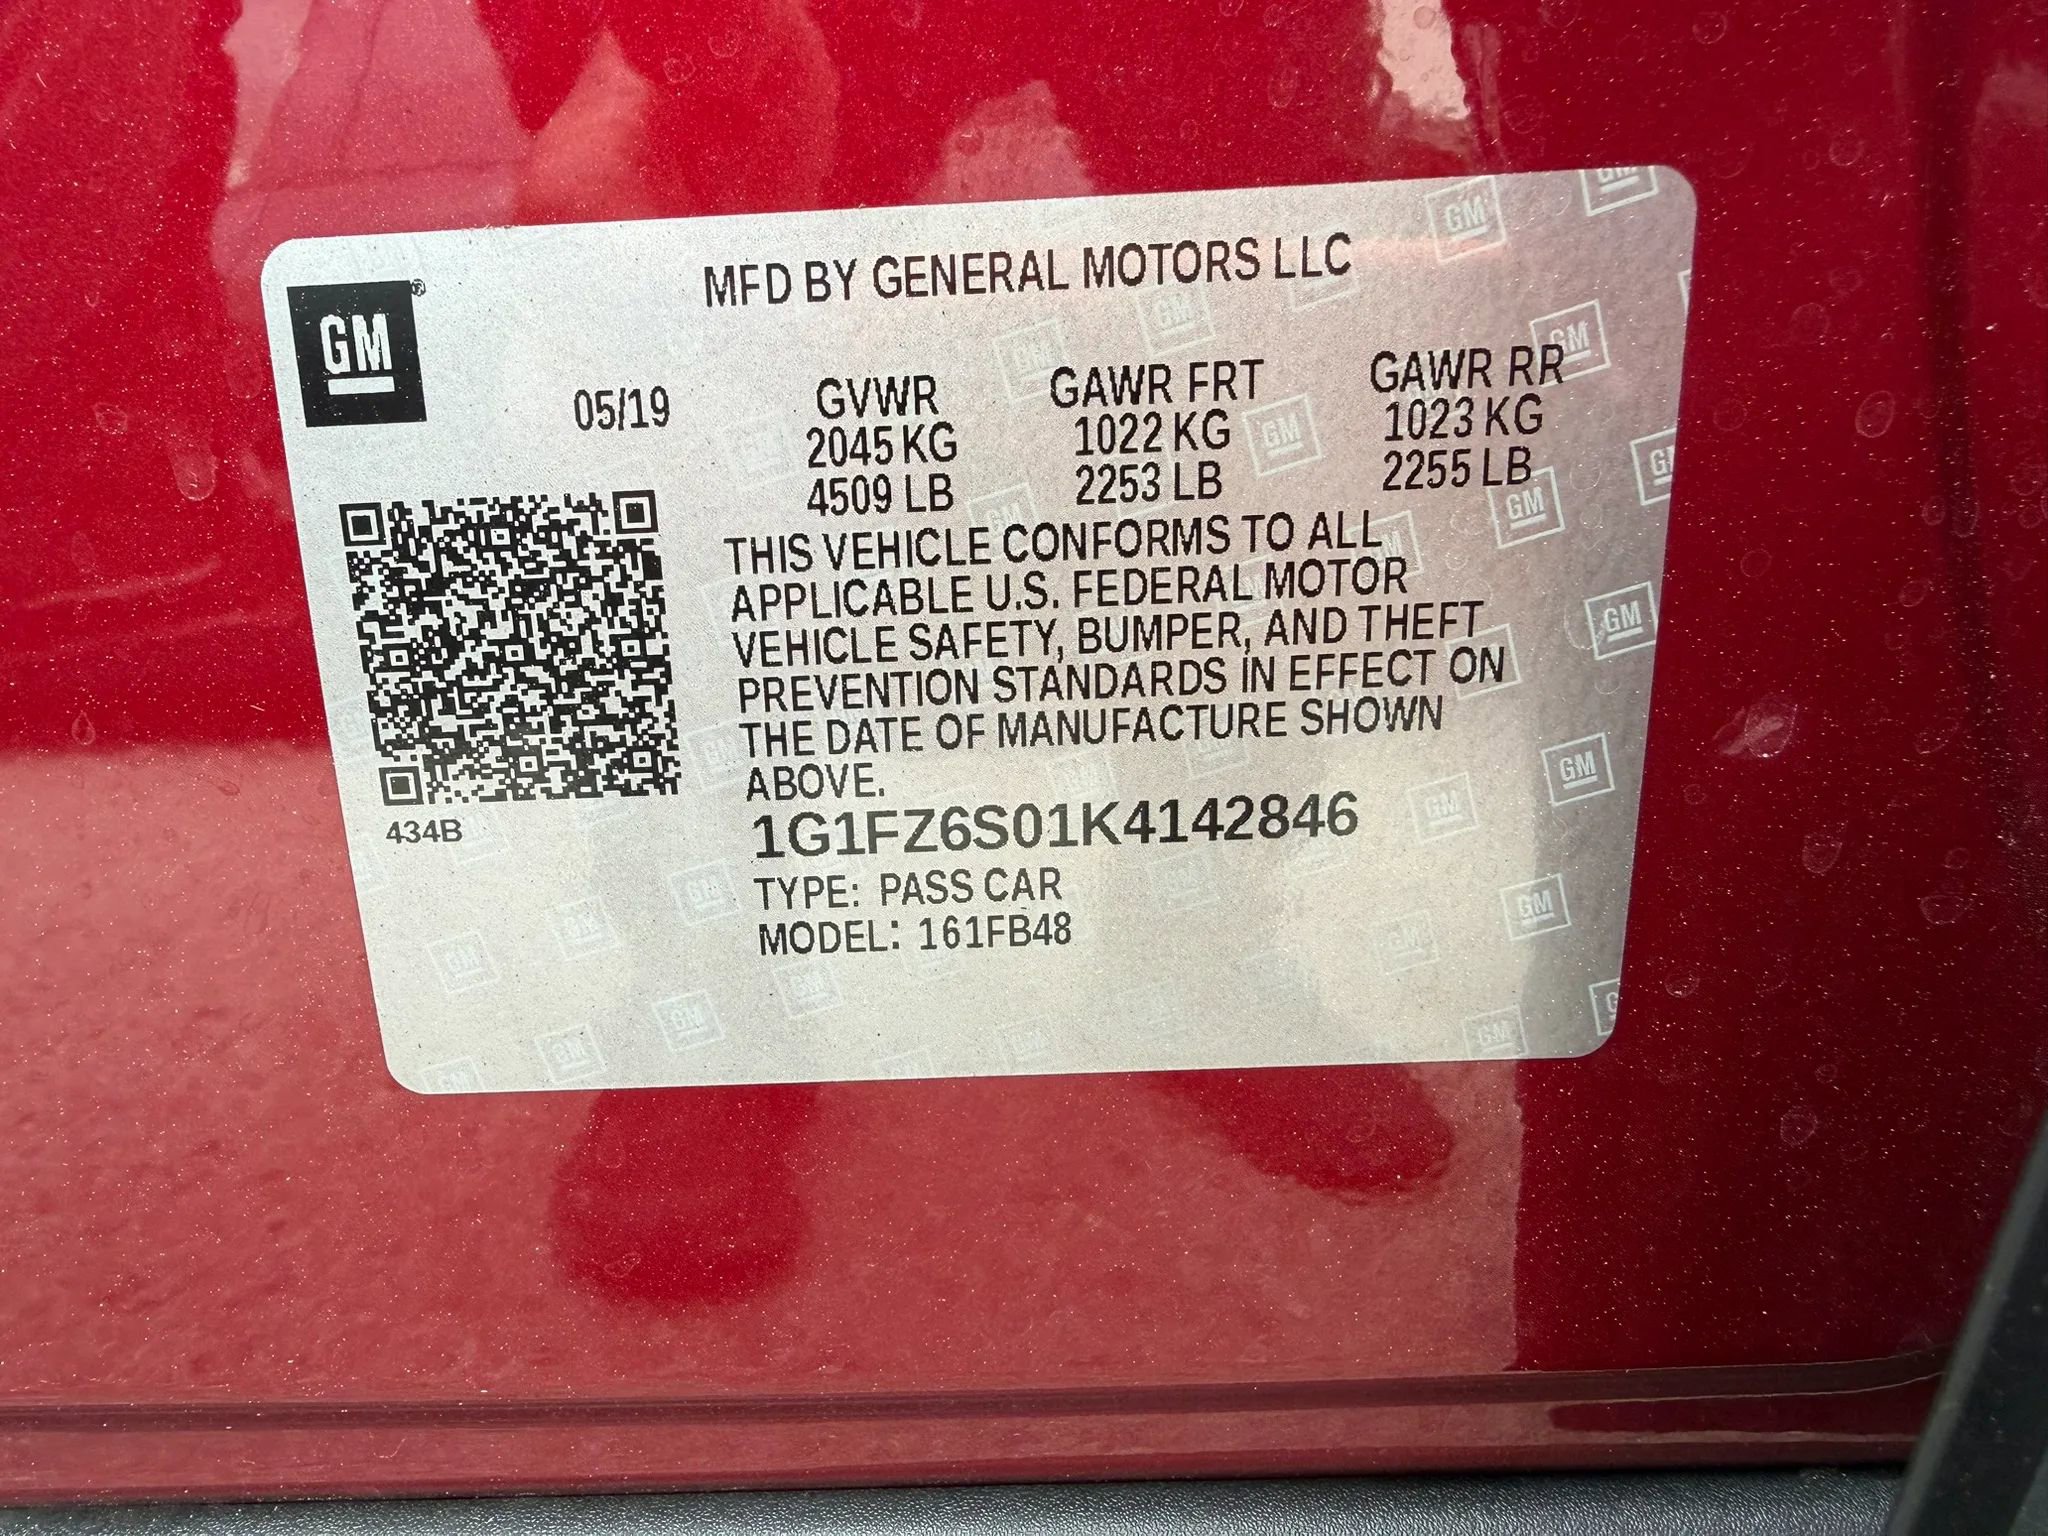 MFD BY GENERAL MOTORS LLC
GM®
05/19
GVWR
2045 KG
4509 LB
GAWR FRT
1022 KG
2253 LB
GAWR RR
1023 KG
2255 LB
THIS VEHICLE CONFORMS TO ALL
APPLICABLE U.S. FEDERAL MOTOR
VEHICLE SAFETY, BUMPER, AND THEFT
PREVENTION STANDARDS IN EFFECT ON
THE DATE OF MANUFACTURE SHOWN
ABOVE.
434B
1G1FZ6S01K4142846
TYPE: PASS CAR
MODEL: 161FB48